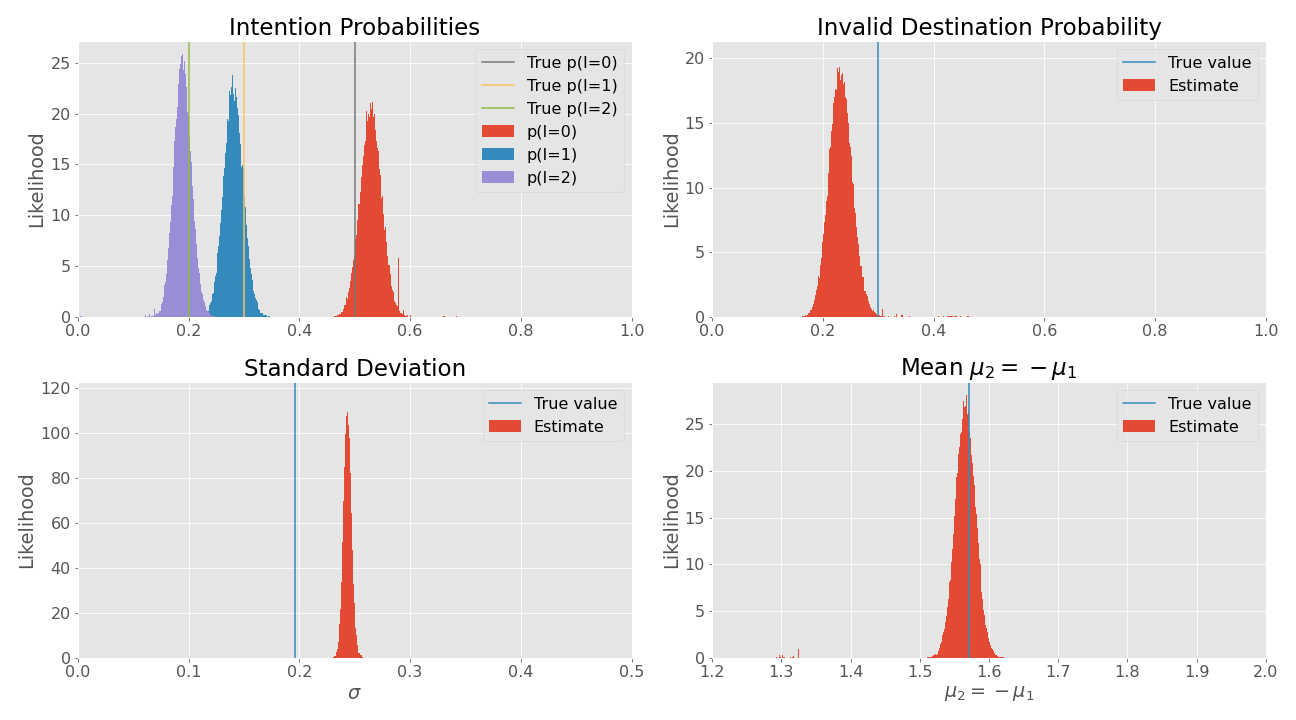 Intention Probabilities
Likelihood
25
20
15
10
5
0
0.0 0.2 0.4 0.6 0.8 1.0
True p(I=0)
True p(I=1)
True p(I=2)
p(I=0)
p(I=1)
p(I=2)
Invalid Destination Probability
Likelihood
20
15
10
5
0
0.0 0.2 0.4 0.6 0.8 1.0
True value
Estimate
Standard Deviation
Likelihood
120
100
80
60
40
20
0
0.0 0.1 0.2 0.3 0.4 0.5
σ
True value
Estimate
Mean μ₂ = −μ₁
Likelihood
25
20
15
10
5
0
1.2 1.3 1.4 1.5 1.6 1.7 1.8 1.9 2.0
μ₂ = −μ₁
True value
Estimate